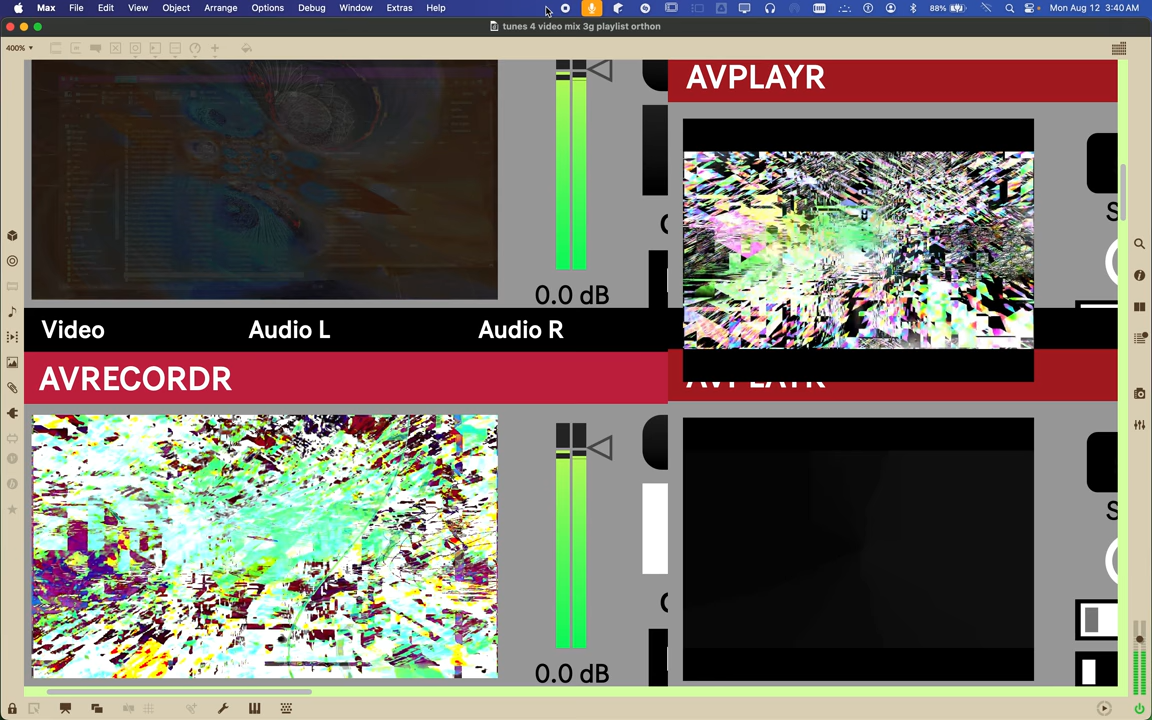 Max File Edit View Object Arrange Options Debug Window Extras Help 88% Mon Aug 12 3:40 AM
tunes 4 video mix 3g playlist orthon
400%
AVPLAYR
S
0.0 dB
Video Audio L Audio R
AVRECORDR
AVPLAYR
S
0.0 dB